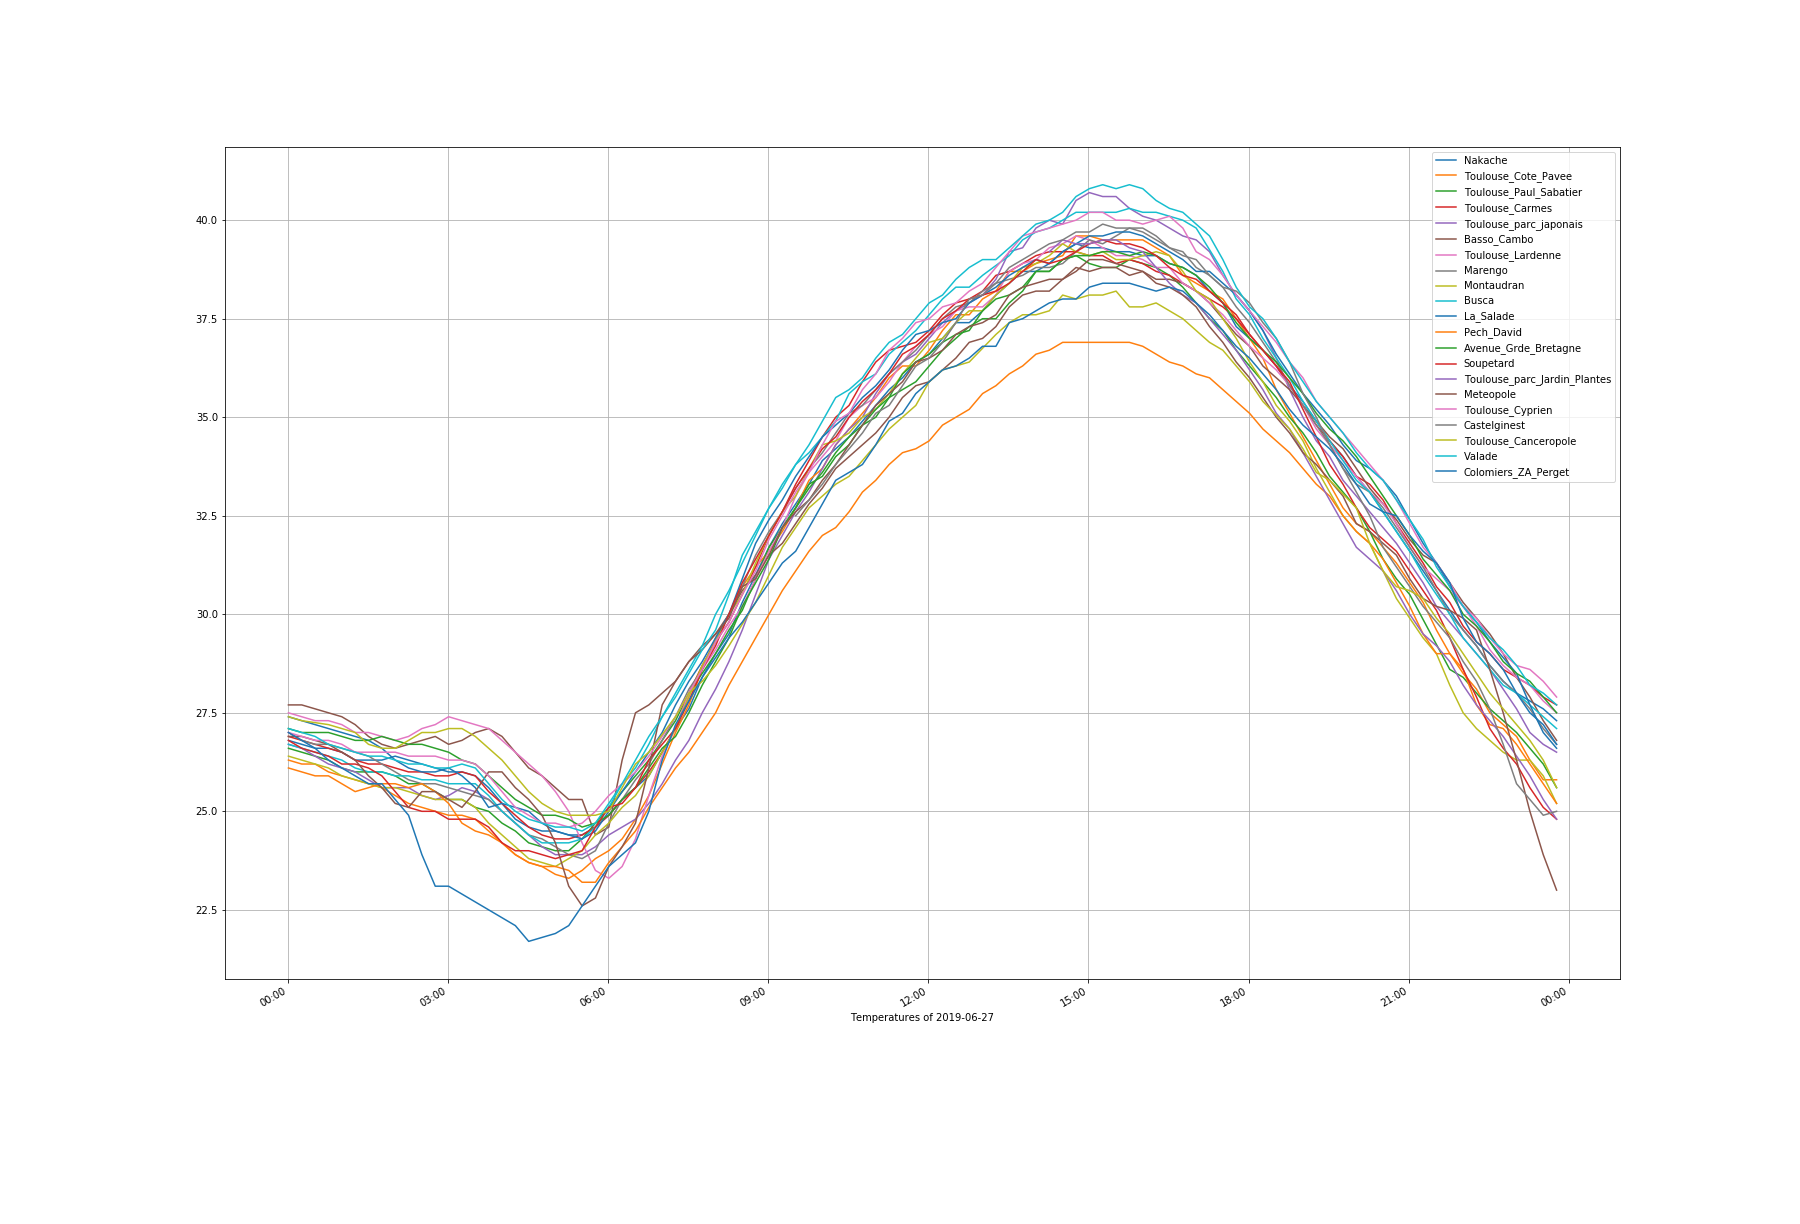 40.0
37.5
35.0
32.5
30.0
27.5
25.0
22.5
00:00
03:00
06:00
09:00
12:00
15:00
18:00
21:00
00:00
Temperatures of 2019-06-27
Nakache
Toulouse_Cote_Pavee
Toulouse_Paul_Sabatier
Toulouse_Carmes
Toulouse_parc_japonais
Basso_Cambo
Toulouse_Lardenne
Marengo
Montaudran
Busca
La_Salade
Pech_David
Avenue_Grde_Bretagne
Soupetard
Toulouse_parc_Jardin_Plantes
Meteopole
Toulouse_Cyprien
Castelginest
Toulouse_Canceropole
Valade
Colomiers_ZA_Perget